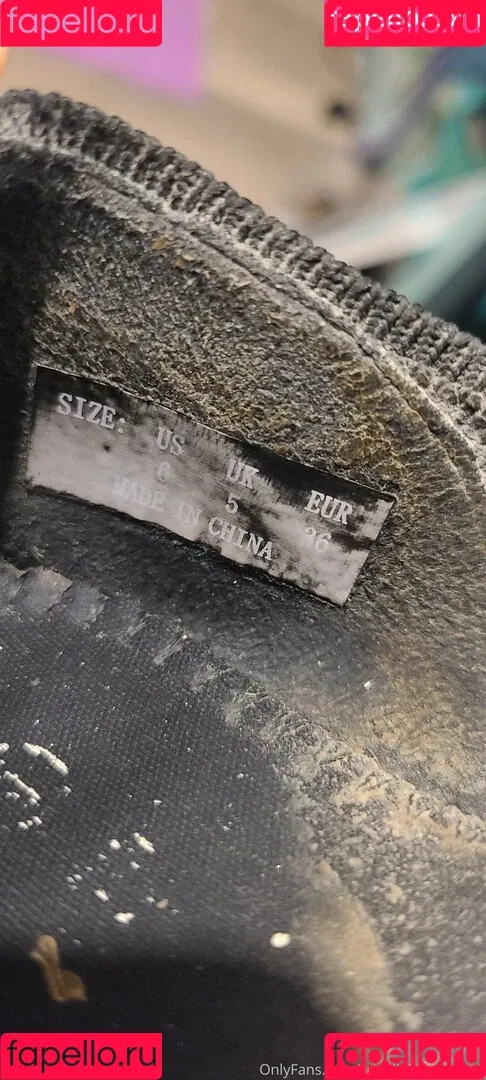 fapello.ru
fapello.ru
SIZE: US UK EUR
6 5 36
MADE IN CHINA
fapello.ru
OnlyFans.
fapello.ru